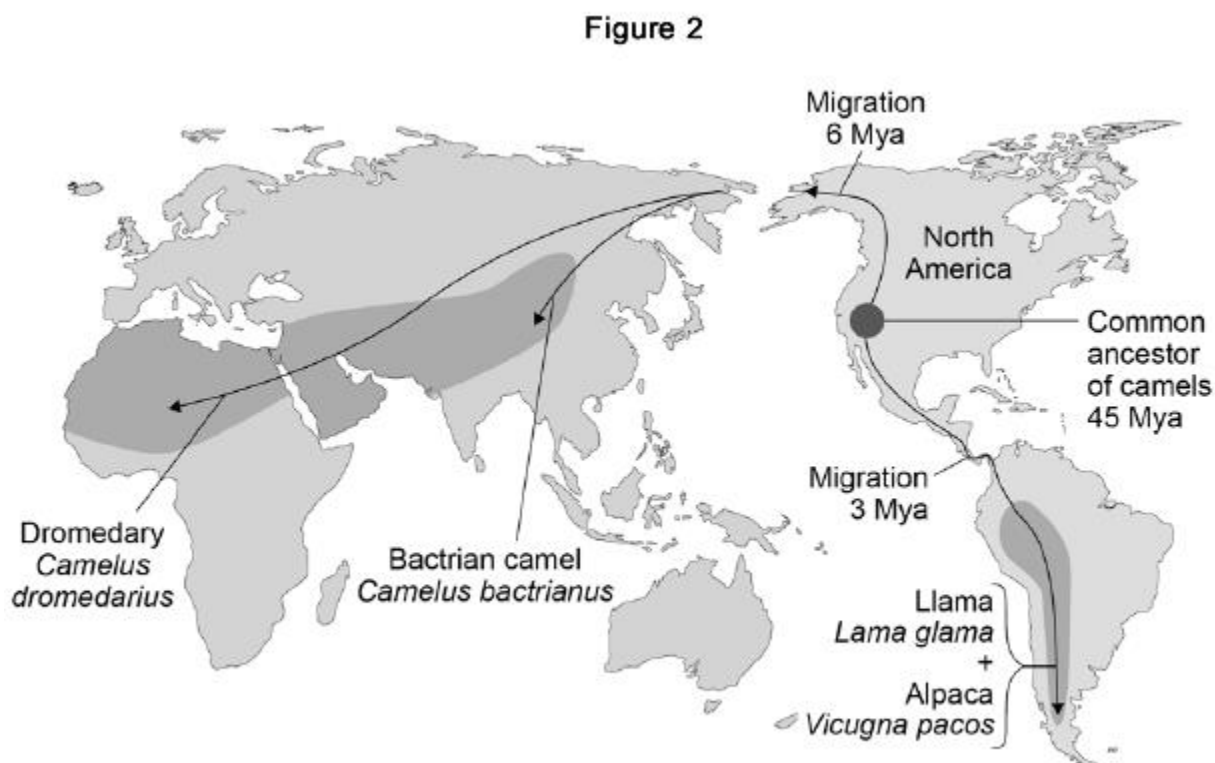 Figure 2
Migration
6 Mya
North
America
Common
ancestor
of camels
45 Mya
Migration
3 Mya
Dromedary
Camelus
dromedarius
Bactrian camel
Camelus bactrianus
Llama
Lama glama
+
Alpaca
Vicugna pacos